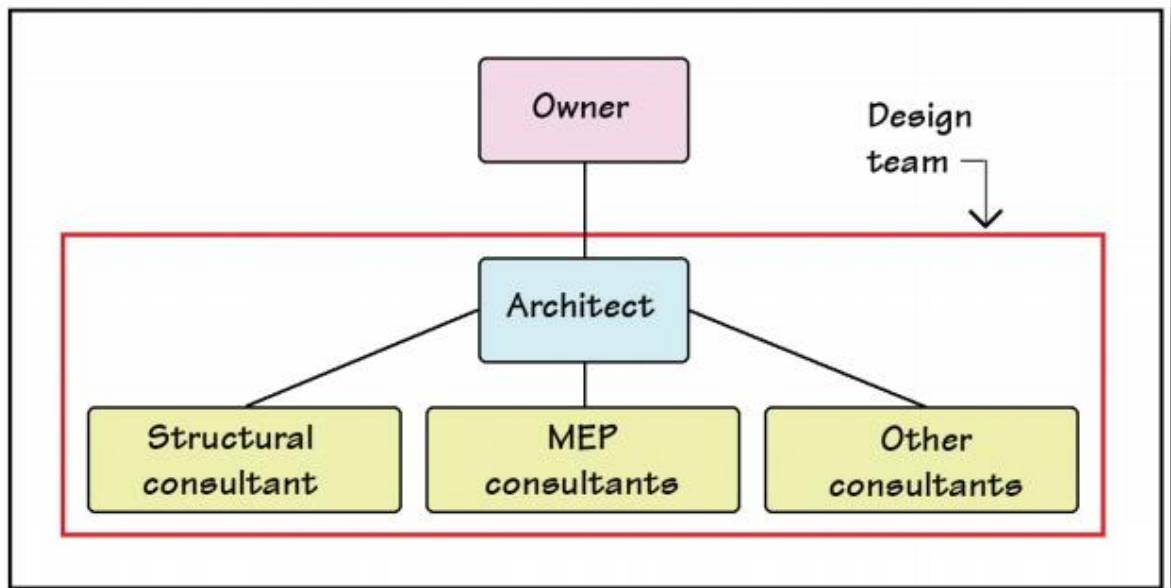 Owner
Design
team
Architect
Structural
consultant
MEP
consultants
Other
consultants